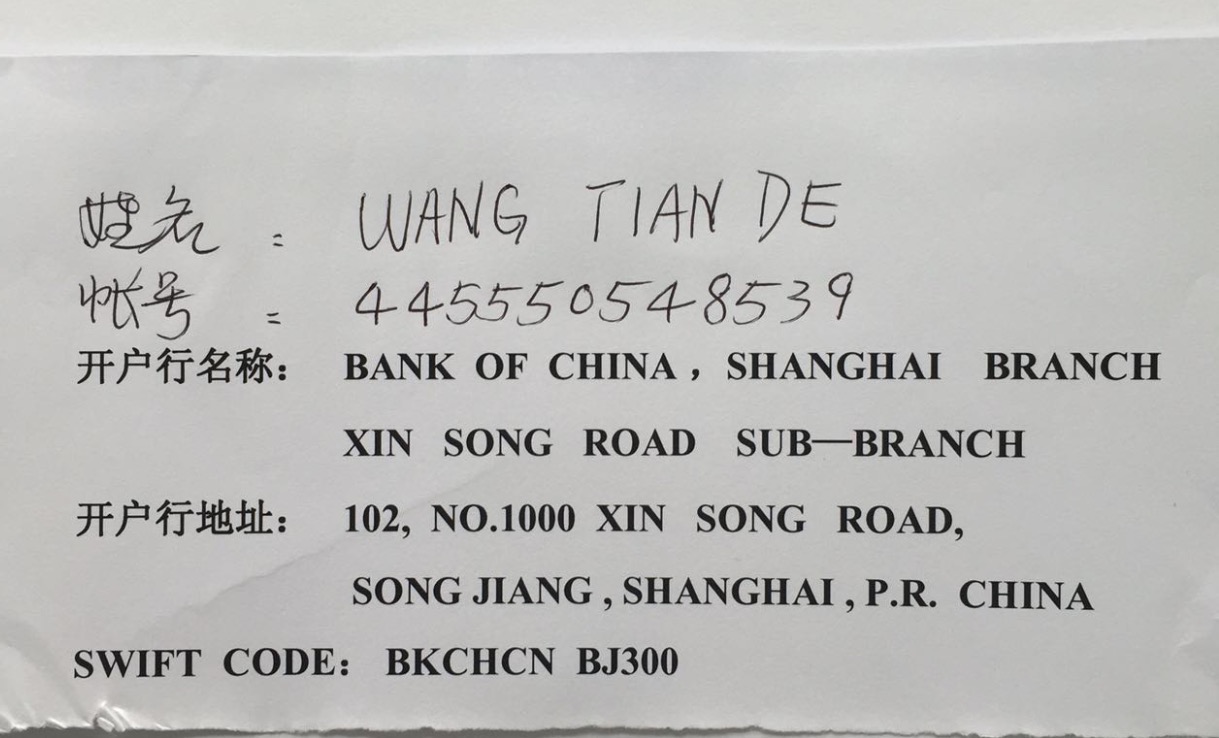 姓名: WANG TIAN DE
帐号: 445550548539
开户行名称: BANK OF CHINA, SHANGHAI BRANCH
XIN SONG ROAD SUB—BRANCH
开户行地址: 102, NO.1000 XIN SONG ROAD,
SONG JIANG , SHANGHAI , P.R. CHINA
SWIFT CODE: BKCHCN BJ300